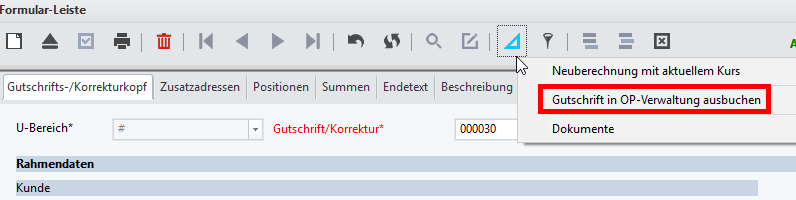 Formular-Leiste
A
Neuberechnung mit aktuellem Kurs
Gutschrifts-/Korrekturkopf Zusatzadressen Positionen Summen Endetext Beschreibung
Gutschrift in OP-Verwaltung ausbuchen
U-Bereich* # Gutschrift/Korrektur* 000030
Dokumente
Rahmendaten
Kunde